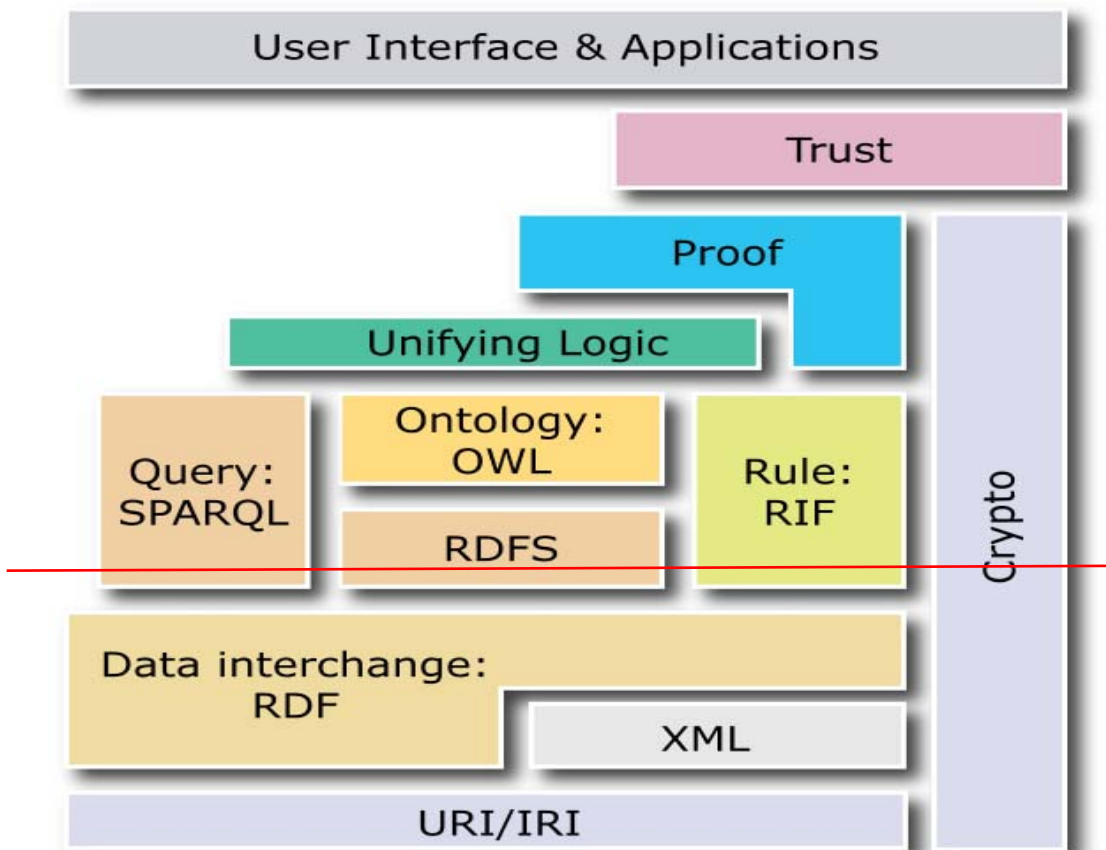 User Interface & Applications
Trust
Proof
Unifying Logic
Query:
SPARQL
Ontology:
OWL
RDFS
Rule:
RIF
Crypto
Data interchange:
RDF
XML
URI/IRI